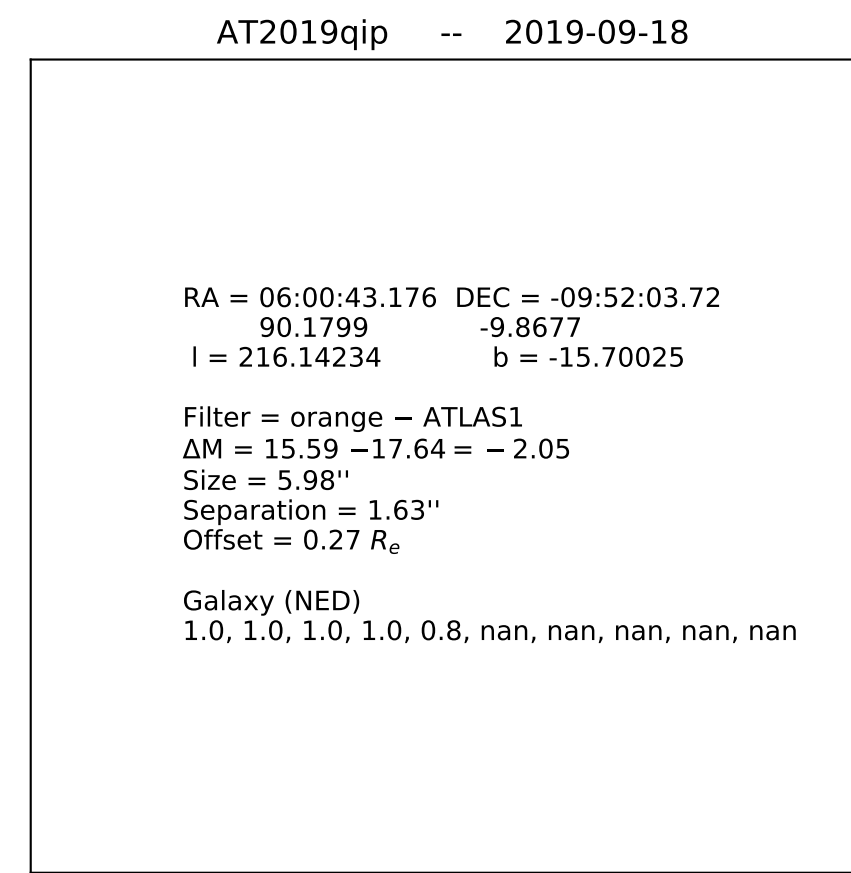 AT2019qip -- 2019-09-18
RA = 06:00:43.176 DEC = -09:52:03.72
90.1799 -9.8677
l = 216.14234 b = -15.70025
Filter = orange − ATLAS1
ΔM = 15.59 −17.64 = − 2.05
Size = 5.98''
Separation = 1.63''
Offset = 0.27 Re
Galaxy (NED)
1.0, 1.0, 1.0, 1.0, 0.8, nan, nan, nan, nan, nan